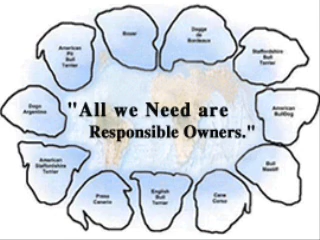 Boxer
Dogge
de
Bordeaux
American
Pit
Bull
Terrier
Staffordshire
Bull
Terrier
Dogo
Argentino
"All we Need are
Responsible Owners."
American
BullDog
American
Staffordshire
Terrier
Bull
Mastiff
Presa
Canario
English
Bull
Terrier
Cane
Corso